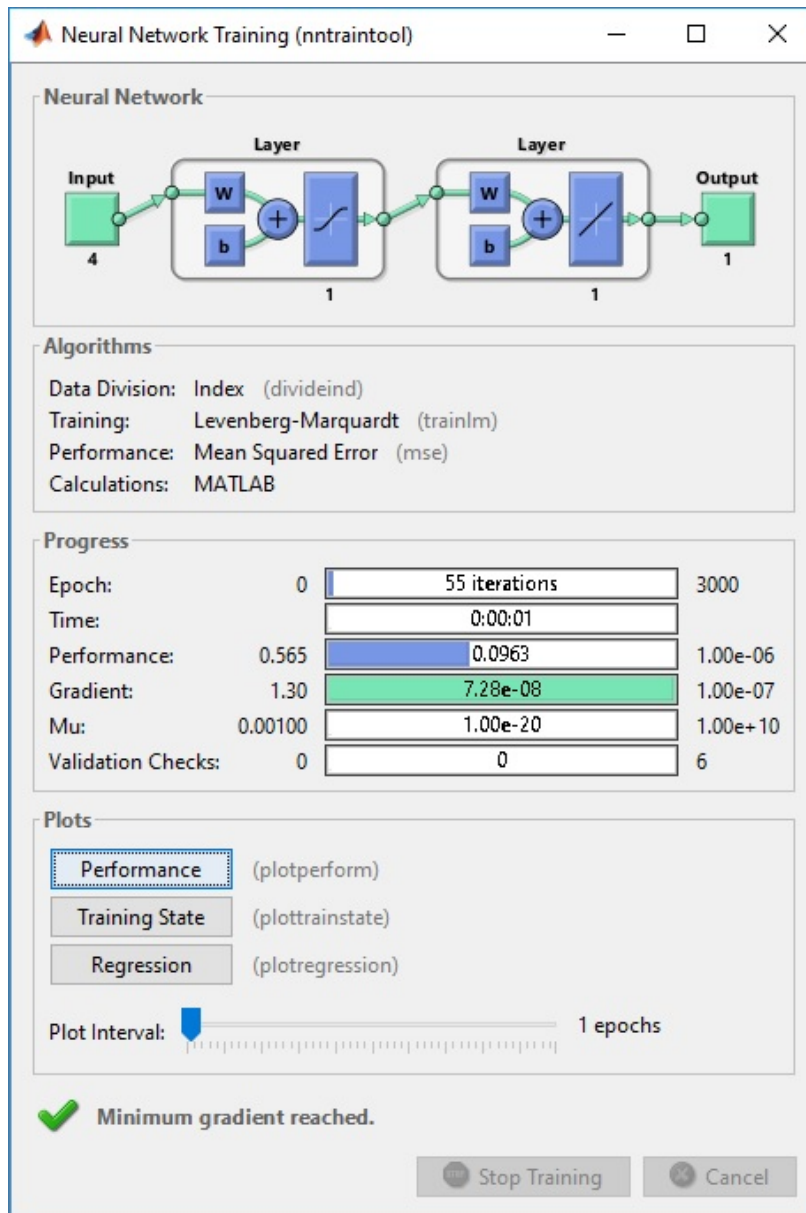 Neural Network Training (nntraintool)
Neural Network
Layer Layer
Input Output
W W
+ +
b b
4 1
1 1
Algorithms
Data Division: Index (divideind)
Training: Levenberg-Marquardt (trainlm)
Performance: Mean Squared Error (mse)
Calculations: MATLAB
Progress
Epoch: 0 55 iterations 3000
Time: 0:00:01
Performance: 0.565 0.0963 1.00e-06
Gradient: 1.30 7.28e-08 1.00e-07
Mu: 0.00100 1.00e-20 1.00e+10
Validation Checks: 0 0 6
Plots
Performance (plotperform)
Training State (plottrainstate)
Regression (plotregression)
Plot Interval: 1 epochs
Minimum gradient reached.
STOP Stop Training Cancel